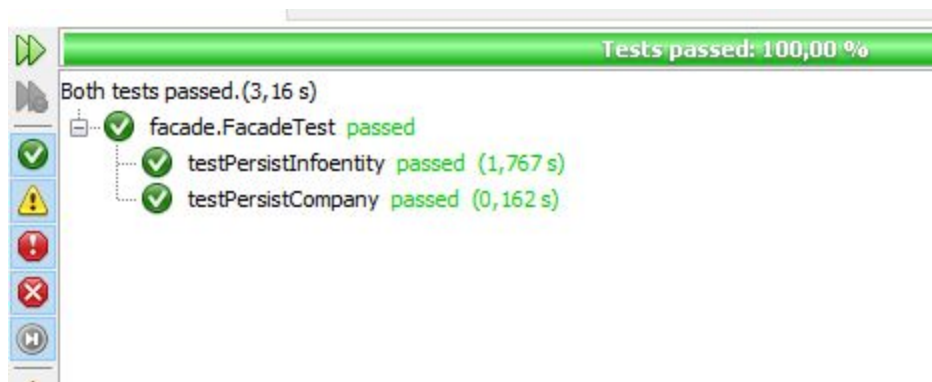 Tests passed: 100,00 %
Both tests passed.(3,16 s)
facade.FacadeTest passed
testPersistInfoentity passed (1,767 s)
testPersistCompany passed (0,162 s)